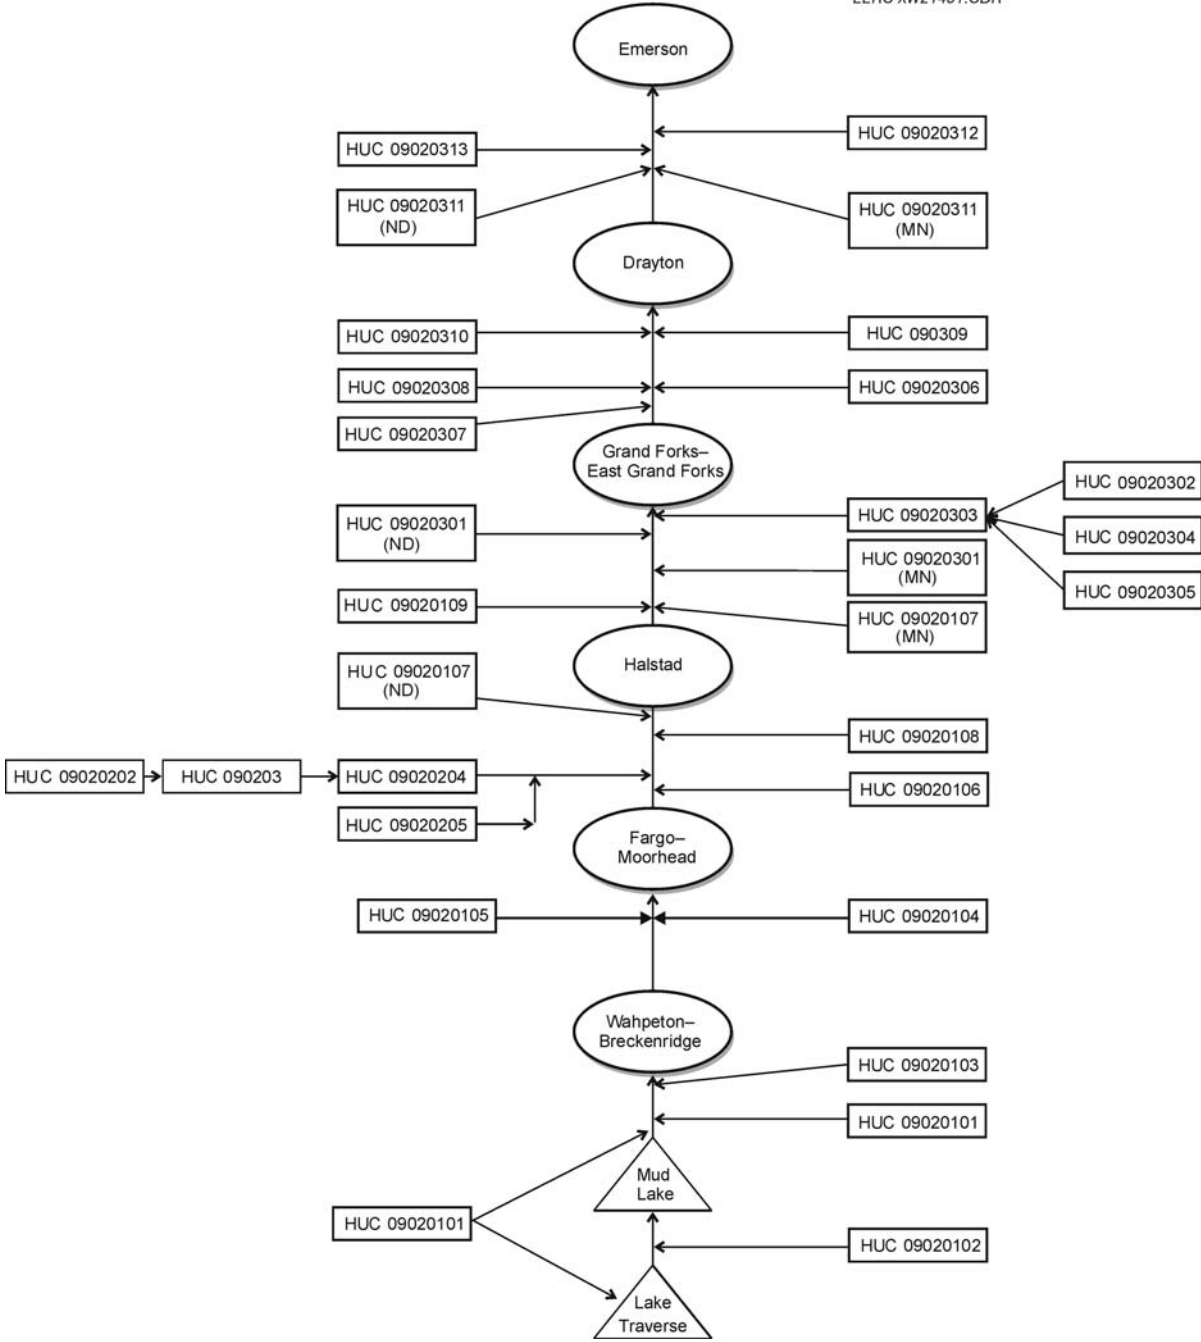 Emerson
HUC 09020312
HUC 09020313
HUC 09020311
(ND)
HUC 09020311
(MN)
Drayton
HUC 09020310
HUC 090309
HUC 09020308
HUC 09020306
HUC 09020307
Grand Forks–
East Grand Forks
HUC 09020302
HUC 09020301
(ND)
HUC 09020303
HUC 09020304
HUC 09020301
(MN)
HUC 09020305
HUC 09020109
HUC 09020107
(MN)
Halstad
HUC 09020107
(ND)
HUC 09020108
HUC 09020202
HUC 090203
HUC 09020204
HUC 09020106
HUC 09020205
Fargo–
Moorhead
HUC 09020105
HUC 09020104
Wahpeton–
Breckenridge
HUC 09020103
HUC 09020101
Mud
Lake
HUC 09020101
HUC 09020102
Lake
Traverse